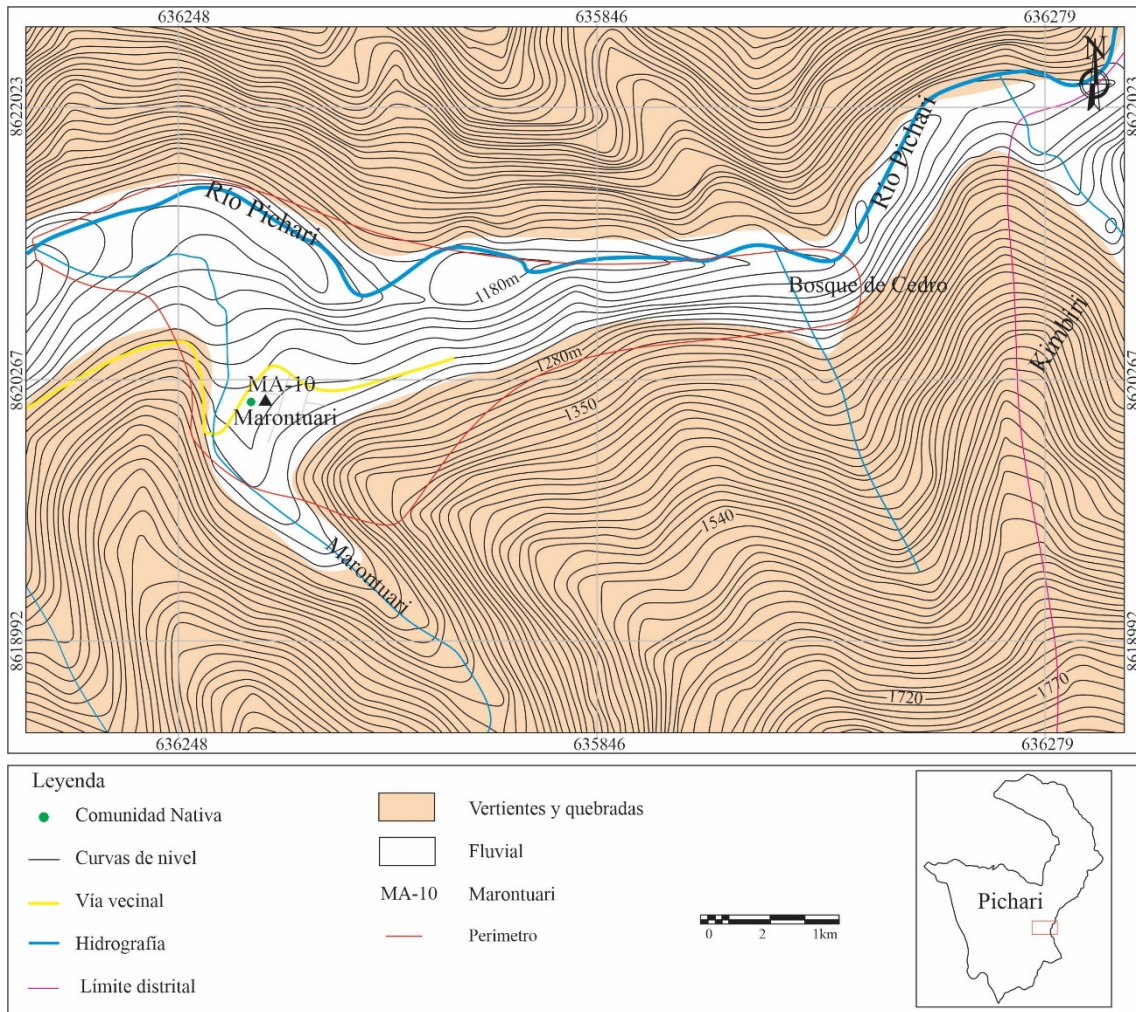 636248
635846
636279
N
8622023
8622023
Río Pichari
Río Pichari
1180m
Bosque de Cedro
Kimbiri
8620267
8620267
1280m
MA-10
Marontuari
1350
1540
Marontuari
8618992
8618992
1720
1770
636248
635846
636279
Leyenda
Comunidad Nativa
Curvas de nivel
Vía vecinal
Hidrografía
Límite distrital
Vertientes y quebradas
Fluvial
MA-10 Marontuari
Perímetro
0 2 1km
Pichari